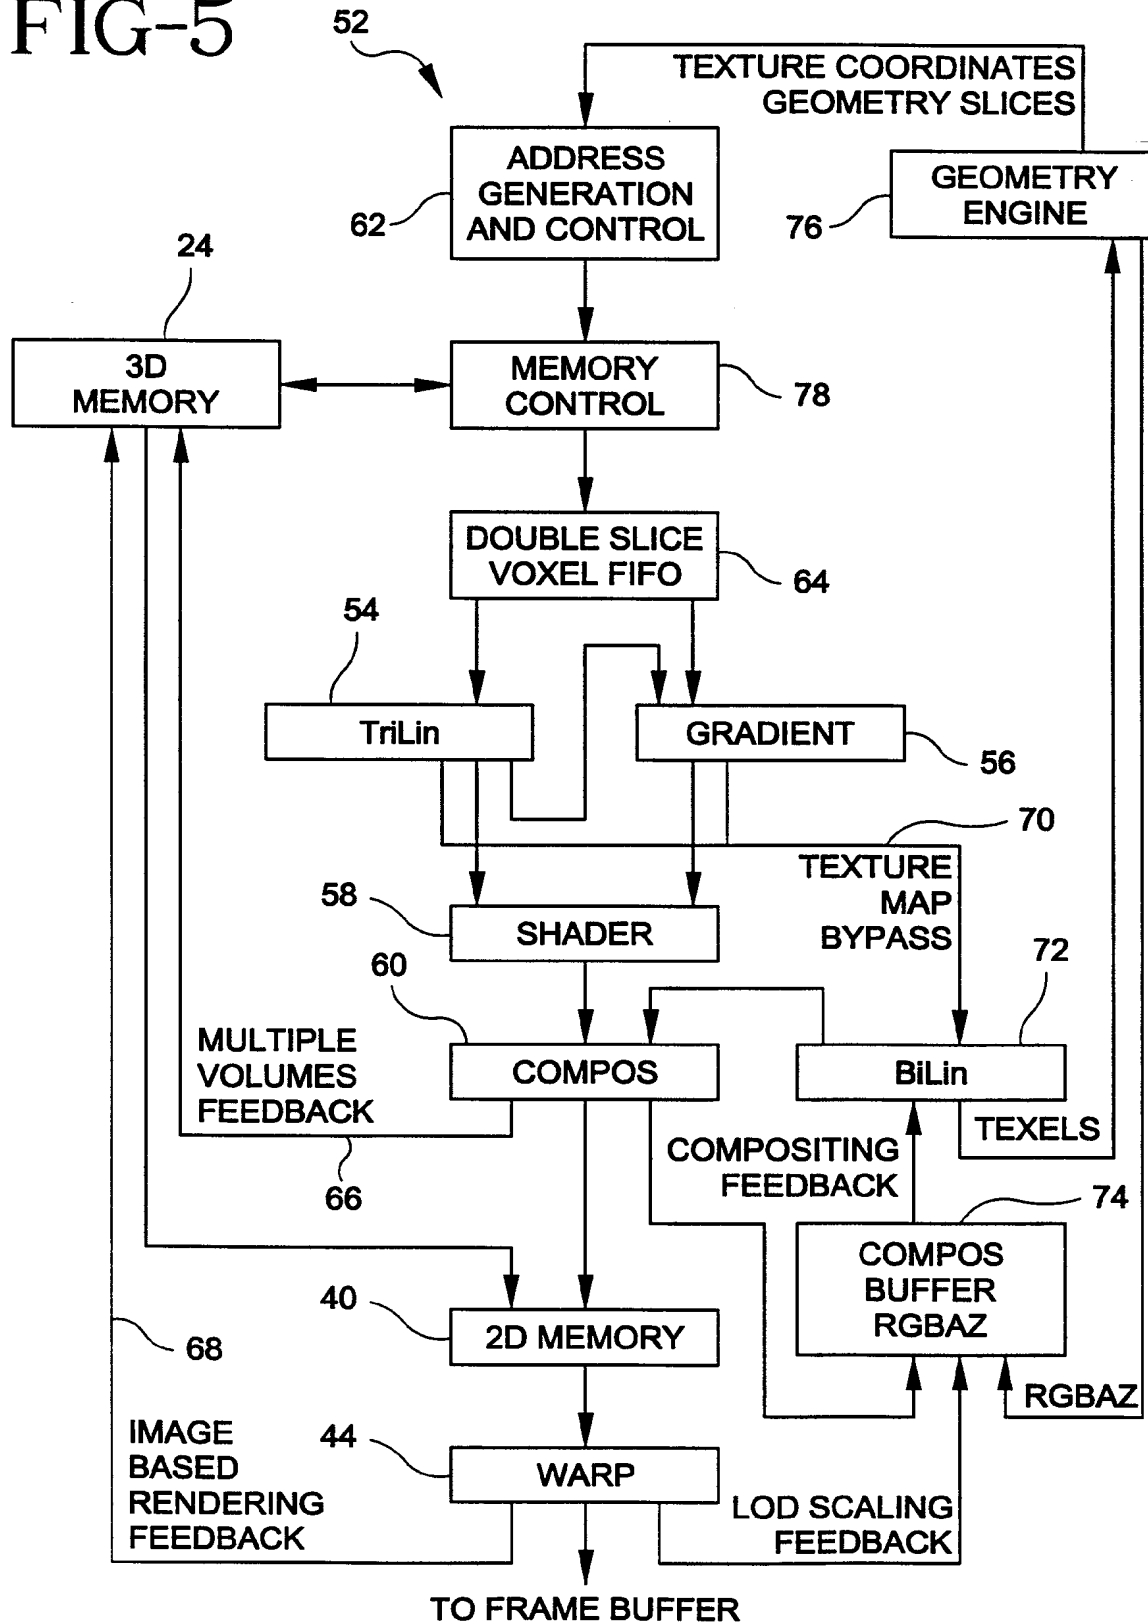 FIG-5
52
TEXTURE COORDINATES
GEOMETRY SLICES
ADDRESS
GENERATION
AND CONTROL
62
GEOMETRY
ENGINE
76
24
3D
MEMORY
MEMORY
CONTROL
78
DOUBLE SLICE
VOXEL FIFO
64
54
TriLin
GRADIENT
56
70
TEXTURE
MAP
BYPASS
58
SHADER
60
72
MULTIPLE
VOLUMES
FEEDBACK
COMPOS
BiLin
TEXELS
66
COMPOSITING
FEEDBACK
74
COMPOS
BUFFER
RGBAZ
40
2D MEMORY
68
RGBAZ
IMAGE
BASED
RENDERING
FEEDBACK
44
WARP
LOD SCALING
FEEDBACK
TO FRAME BUFFER